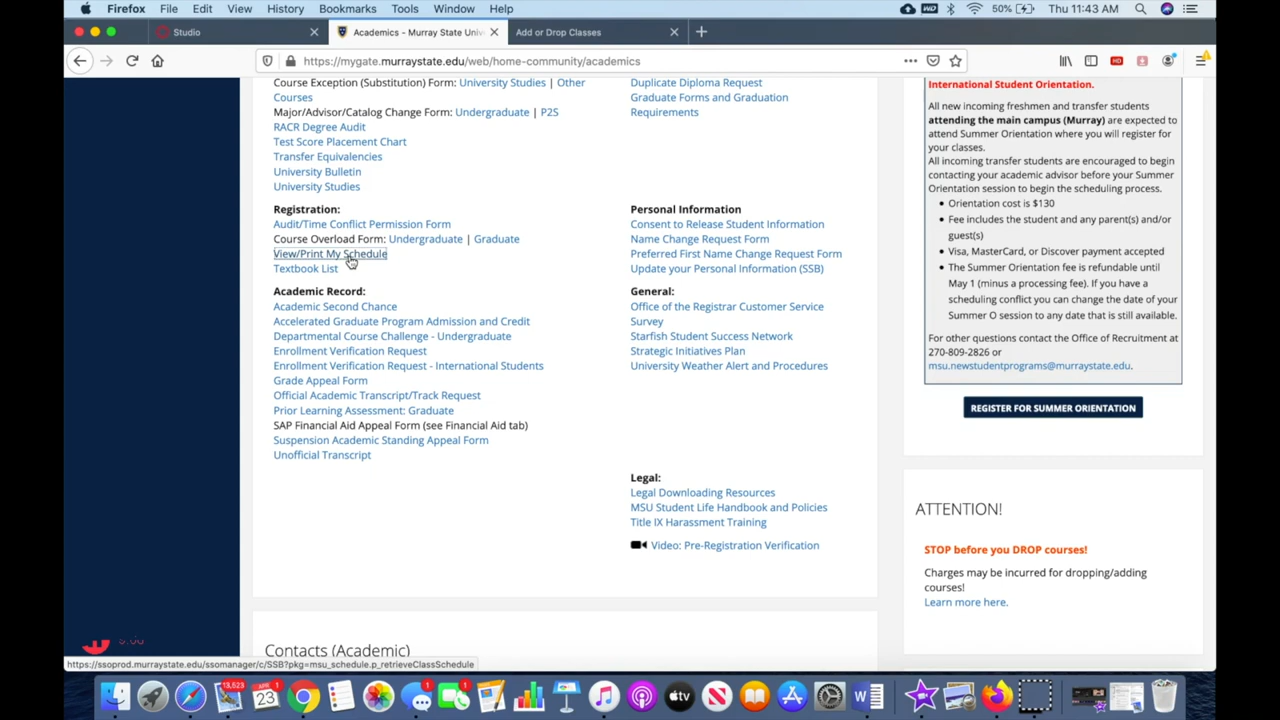 Firefox File Edit View History Bookmarks Tools Window Help 50% Thu 11:43 AM
Studio Academics - Murray State Univ Add or Drop Classes
https://mygate.murraystate.edu/web/home-community/academics
Course Exception (Substitution) Form: University Studies | Other
Courses
Major/Advisor/Catalog Change Form: Undergraduate | P2S
RACR Degree Audit
Test Score Placement Chart
Transfer Equivalencies
University Bulletin
University Studies
Registration:
Audit/Time Conflict Permission Form
Course Overload Form: Undergraduate | Graduate
View/Print My Schedule
Textbook List
Academic Record:
Academic Second Chance
Accelerated Graduate Program Admission and Credit
Departmental Course Challenge - Undergraduate
Enrollment Verification Request
Enrollment Verification Request - International Students
Grade Appeal Form
Official Academic Transcript/Track Request
Prior Learning Assessment: Graduate
SAP Financial Aid Appeal Form (see Financial Aid tab)
Suspension Academic Standing Appeal Form
Unofficial Transcript
Duplicate Diploma Request
Graduate Forms and Graduation
Requirements
Personal Information
Consent to Release Student Information
Name Change Request Form
Preferred First Name Change Request Form
Update your Personal Information (SSB)
General:
Office of the Registrar Customer Service
Survey
Starfish Student Success Network
Strategic Initiatives Plan
University Weather Alert and Procedures
Legal:
Legal Downloading Resources
MSU Student Life Handbook and Policies
Title IX Harassment Training
Video: Pre-Registration Verification
Contacts (Academic)
International Student Orientation.
All new incoming freshmen and transfer students
attending the main campus (Murray) are expected to
attend Summer Orientation where you will register for
your classes.
All incoming transfer students are encouraged to begin
contacting your academic advisor before your Summer
Orientation session to begin the scheduling process.
Orientation cost is $130
Fee includes the student and any parent(s) and/or
guest(s)
Visa, MasterCard, or Discover payment accepted
The Summer Orientation fee is refundable until
May 1 (minus a processing fee). If you have a
scheduling conflict you can change the date of your
Summer O session to any date that is still available.
For other questions contact the Office of Recruitment at
270-809-2826 or
msu.newstudentprograms@murraystate.edu.
REGISTER FOR SUMMER ORIENTATION
ATTENTION!
STOP before you DROP courses!
Charges may be incurred for dropping/adding
courses!
Learn more here.
https://ssoprod.murraystate.edu/ssomanager/c/SSB?pkg=msu_schedule.p_retrieveClassSchedule
13,523
APR
23
1
1
1
tv